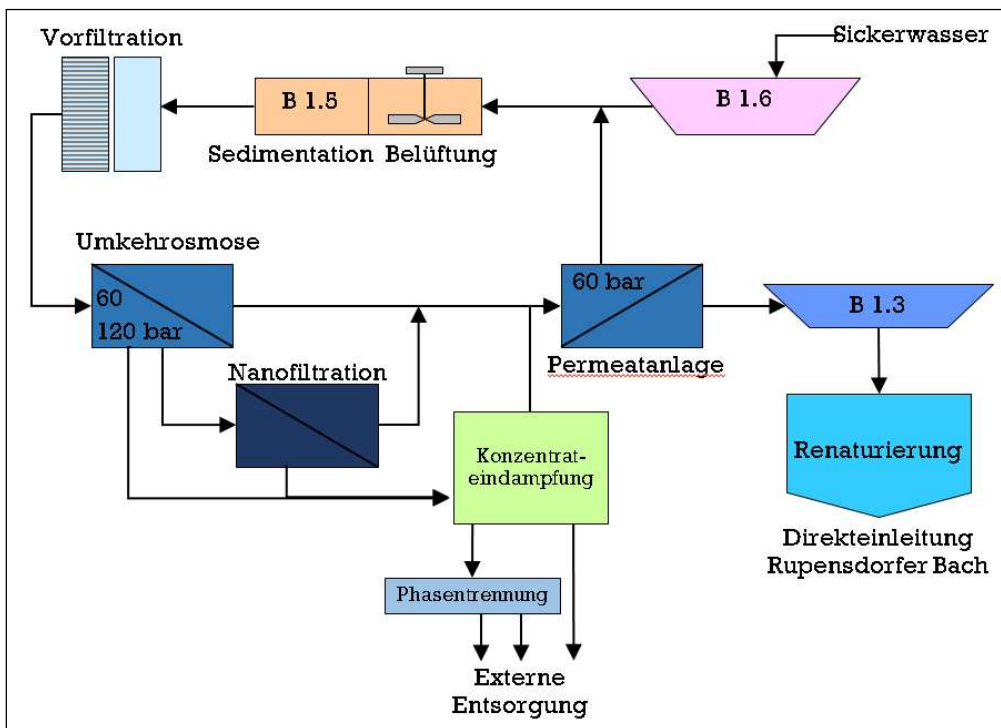 Vorfiltration
Sickerwasser
B 1.5
B 1.6
Sedimentation Belüftung
Umkehrosmose
60
120 bar
60 bar
B 1.3
Permeatanlage
Nanofiltration
Konzentrat-
eindampfung
Renaturierung
Direkteinleitung
Rupensdorfer Bach
Phasentrennung
Externe
Entsorgung